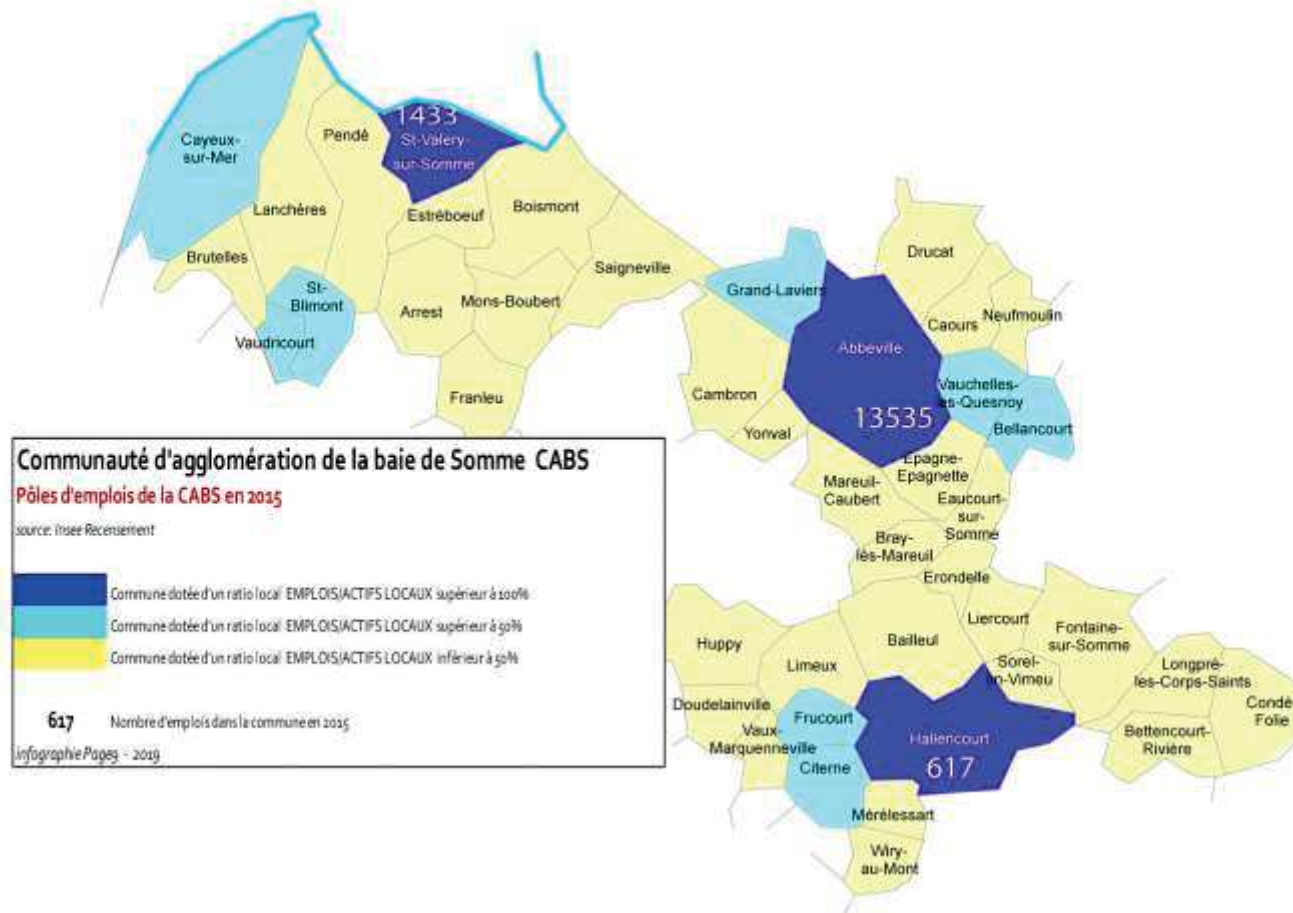 1433
St-Valery-
sur-Somme
Cayeux-
sur-Mer
Pendé
Lanchères
Estréboeuf
Boismont
Brutelles
Saigneville
St-
Blimont
Arrest
Mons-Boubert
Vaudricourt
Franleu
Drucat
Grand-Laviers
Caours
Neufmoulin
Abbeville
13535
Vauchelles-
es-Quesnoy
Bellancourt
Cambron
Yonval
Epagne-
Epagnette
Mareuil-
Caubert
Eaucourt-
sur-
Somme
Bray-
lès-Mareuil
Erondelle
Liercourt
Bailleul
Fontaine-
sur-Somme
Huppy
Limeux
Sorel-
n-Vimeu
Longpré-
les-Corps-Saints
Condé
Folie
Doudelainville
Frucourt
Vaux-
Marquenneville
Hallencourt
617
Bettencourt-
Rivière
Citerne
Mérélessart
Wiry-
au-Mont
Communauté d'agglomération de la baie de Somme CABS
Pôles d'emplois de la CABS en 2015
source: Insee Recensement
Commune dotée d'un ratio local EMPLOIS/ACTIFS LOCAUX supérieur à 100%
Commune dotée d'un ratio local EMPLOIS/ACTIFS LOCAUX supérieur à 50%
Commune dotée d'un ratio local EMPLOIS/ACTIFS LOCAUX inférieur à 50%
617 Nombre d'emplois dans la commune en 2015
infographie Page9 - 2019